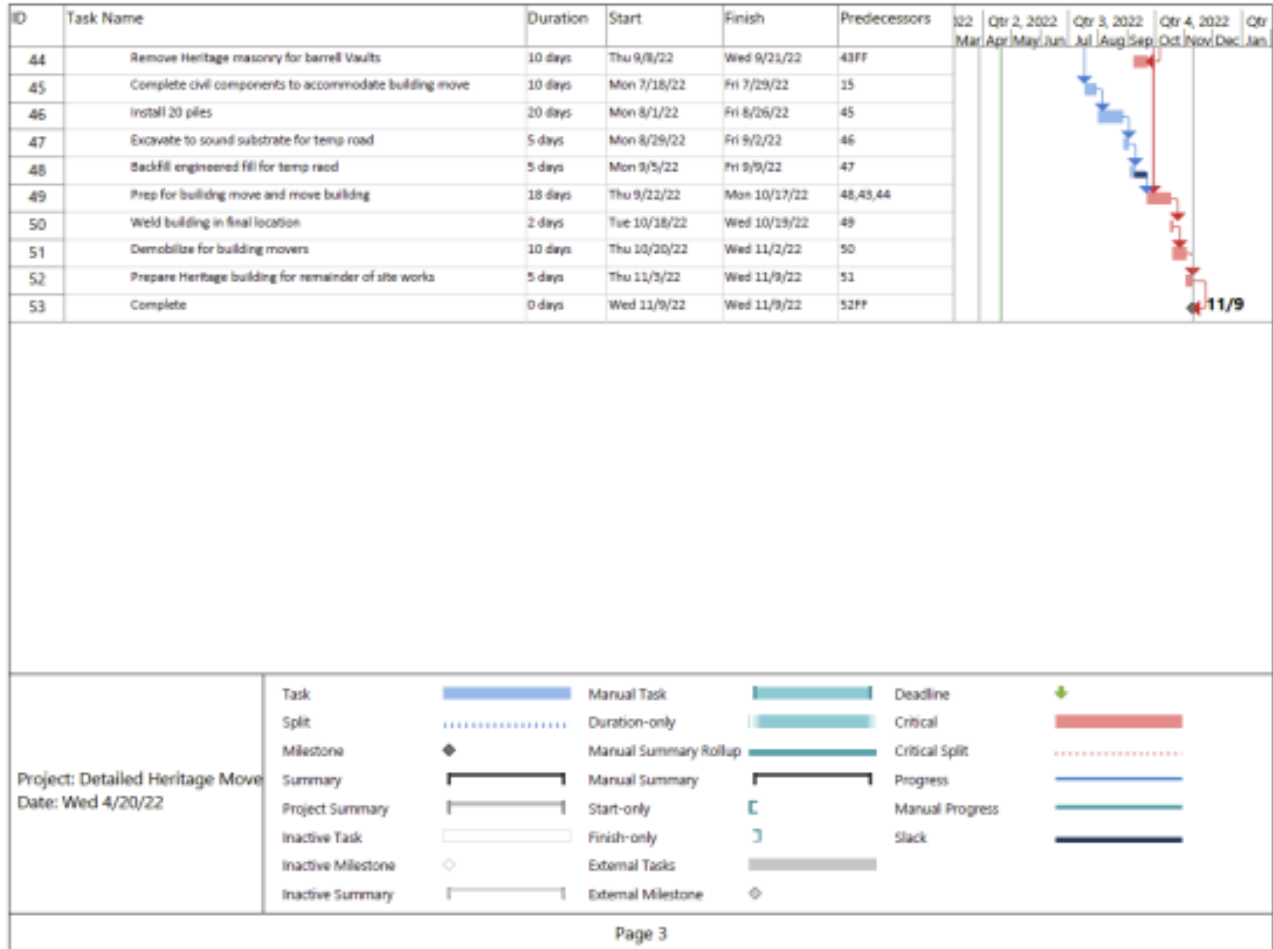 ID Task Name Duration Start Finish Predecessors 022 Qtr 2, 2022 Qtr 3, 2022 Qtr 4, 2022 Qtr
Mar Apr May Jun Jul Aug Sep Oct Nov Dec Jan
44 Remove Heritage masonry for barrell Vaults 10 days Thu 9/8/22 Wed 9/21/22 43FF
45 Complete civil components to accommodate building move 10 days Mon 7/18/22 Fri 7/29/22 15
46 Install 20 piles 20 days Mon 8/1/22 Fri 8/26/22 45
47 Excavate to sound substrate for temp road 5 days Mon 8/29/22 Fri 9/2/22 46
48 Backfill engineered fill for temp raod 5 days Mon 9/5/22 Fri 9/9/22 47
49 Prep for builidng move and move builidng 18 days Thu 9/22/22 Mon 10/17/22 48,43,44
50 Weld building in final location 2 days Tue 10/18/22 Wed 10/19/22 49
51 Demobilize for building movers 10 days Thu 10/20/22 Wed 11/2/22 50
52 Prepare Heritage building for remainder of site works 5 days Thu 11/3/22 Wed 11/9/22 51
53 Complete 0 days Wed 11/9/22 Wed 11/9/22 52FF 11/9
Project: Detailed Heritage Move
Date: Wed 4/20/22
Task Manual Task Deadline
Split Duration-only Critical
Milestone Manual Summary Rollup Critical Split
Summary Manual Summary Progress
Project Summary Start-only Manual Progress
Inactive Task Finish-only Slack
Inactive Milestone External Tasks
Inactive Summary External Milestone
Page 3